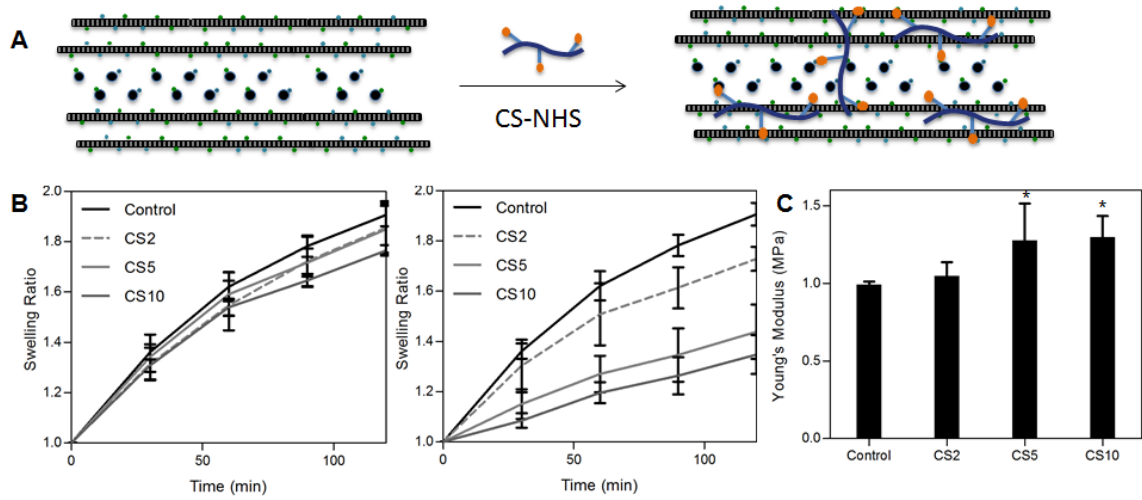 A
CS-NHS
B
Swelling Ratio
2.0
1.8
1.6
1.4
1.2
1.0
Control
CS2
CS5
CS10
0
50
100
Time (min)
Swelling Ratio
2.0
1.8
1.6
1.4
1.2
1.0
Control
CS2
CS5
CS10
0
50
100
Time (min)
C
Young's Modulus (MPa)
1.5
1.0
0.5
0.0
*
*
Control
CS2
CS5
CS10